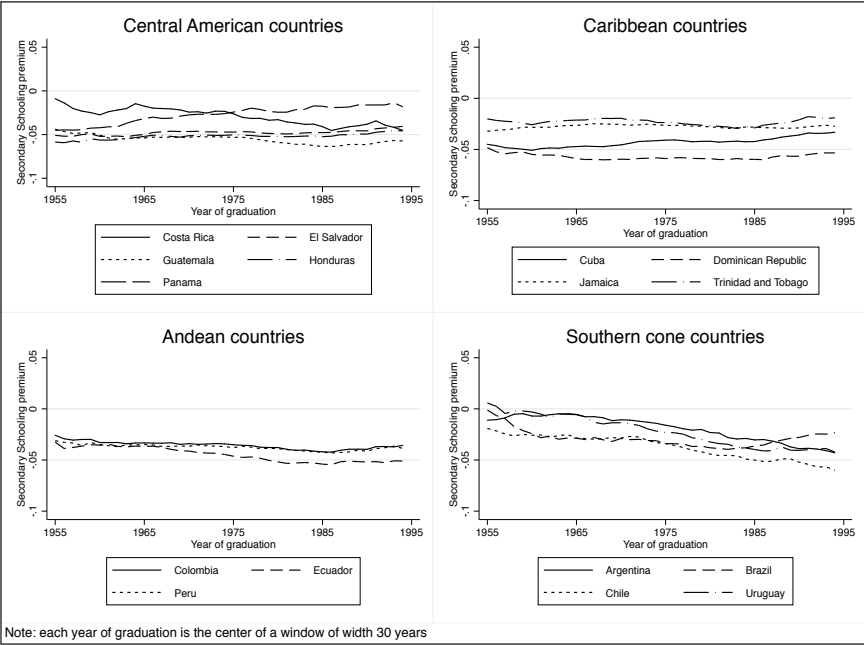 Central American countries
Secondary Schooling premium
.05
0
-.05
-.1
1955 1965 1975 1985 1995
Year of graduation
Costa Rica El Salvador
Guatemala Honduras
Panama
Caribbean countries
Secondary Schooling premium
.05
0
-.05
-.1
1955 1965 1975 1985 1995
Year of graduation
Cuba Dominican Republic
Jamaica Trinidad and Tobago
Andean countries
Secondary Schooling premium
.05
0
-.05
-.1
1955 1965 1975 1985 1995
Year of graduation
Colombia Ecuador
Peru
Southern cone countries
Secondary Schooling premium
.05
0
-.05
-.1
1955 1965 1975 1985 1995
Year of graduation
Argentina Brazil
Chile Uruguay
Note: each year of graduation is the center of a window of width 30 years